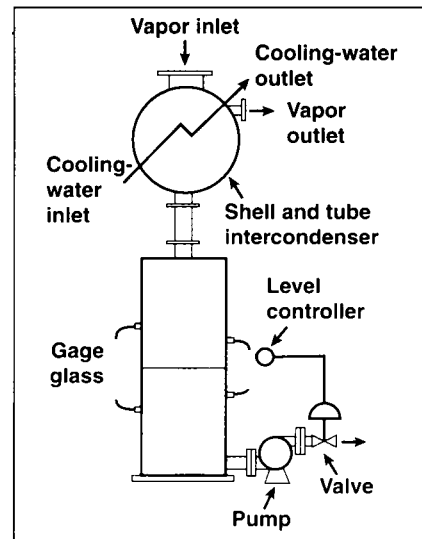 Vapor inlet
Cooling-water
outlet
Vapor
outlet
Cooling-
water
inlet
Shell and tube
intercondenser
Level
controller
Gage
glass
Valve
Pump